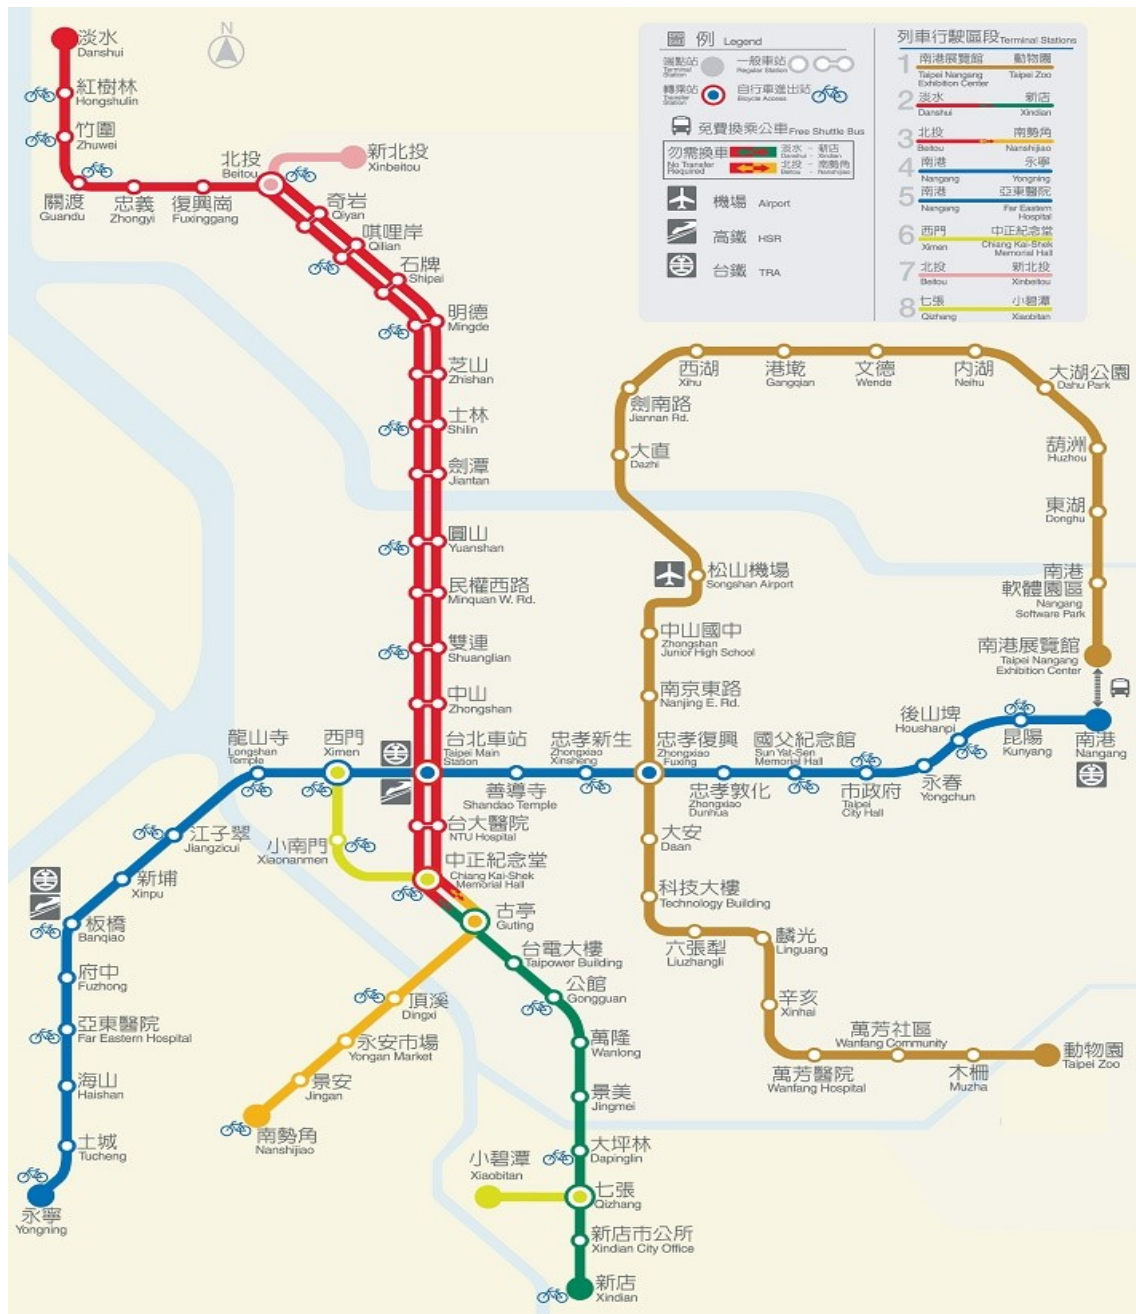 淡水
Danshui
紅樹林
Hongshulin
竹圍
Zhuwei
關渡
Guandu
忠義
Zhongyi
復興崗
Fuxinggang
北投
Beitou
新北投
Xinbeitou
奇岩
Qiyan
唭哩岸
Qilian
石牌
Shipai
明德
Mingde
芝山
Zhishan
士林
Shilin
劍潭
Jiantan
圓山
Yuanshan
民權西路
Minquan W. Rd.
雙連
Shuanglian
中山
Zhongshan
台北車站
Taipei Main
Station
台大醫院
NTU Hospital
中正紀念堂
Chiang Kai-Shek
Memorial Hall
古亭
Guting
台電大樓
Taipower Building
公館
Gongguan
萬隆
Wanlong
景美
Jingmei
大坪林
Dapinglin
七張
Qizhang
小碧潭
Xiaobitan
新店市公所
Xindian City Office
新店
Xindian
頂溪
Dingxi
永安市場
Yongan Market
景安
Jingan
南勢角
Nanshijiao
小南門
Xiaonanmen
西門
Ximen
龍山寺
Longshan
Temple
江子翠
Jiangzicui
新埔
Xinpu
板橋
Banqiao
府中
Fuzhong
亞東醫院
Far Eastern Hospital
海山
Haishan
土城
Tucheng
永寧
Yongning
善導寺
Shandao Temple
忠孝新生
Zhongxiao
Xinsheng
忠孝復興
Zhongxiao
Fuxing
忠孝敦化
Zhongxiao
Dunhua
國父紀念館
Sun Yat-Sen
Memorial Hall
市政府
Taipei
City Hall
永春
Yongchun
後山埤
Houshanpi
昆陽
Kunyang
南港
Nangang
南港展覽館
Taipei Nangang
Exhibition Center
南港
軟體園區
Nangang
Software Park
東湖
Donghu
葫洲
Huzhou
大湖公園
Dahu Park
內湖
Neihu
文德
Wende
港墘
Gangqian
西湖
Xihu
劍南路
Jiannan Rd.
大直
Dazhi
松山機場
Songshan Airport
中山國中
Zhongshan
Junior High School
南京東路
Nanjing E. Rd.
大安
Daan
科技大樓
Technology Building
六張犁
Liuzhangli
麟光
Linguang
辛亥
Xinhai
萬芳醫院
Wanfang Hospital
萬芳社區
Wanfang Community
木柵
Muzha
動物園
Taipei Zoo
N
圖 例 Legend
端點站
Terminal
Station
一般車站
Regular Station
轉乘站
Transfer
Station
自行車進出站
Bicycle Access
免費換乘公車 Free Shuttle Bus
勿需換車
No Transfer
Required
淡水 - 新店
Danshui - Xindian
北投 - 南勢角
Beitou - Nanshijiao
機場 Airport
高鐵 HSR
台鐵 TRA
列車行駛區段 Terminal Stations
1 南港展覽館 動物園
Taipei Nangang Taipei Zoo
Exhibition Center
2 淡水 新店
Danshui Xindian
3 北投 南勢角
Beitou Nanshijiao
4 南港 永寧
Nangang Yongning
5 南港 亞東醫院
Nangang Far Eastern
Hospital
6 西門 中正紀念堂
Ximen Chiang Kai-Shek
Memorial Hall
7 北投 新北投
Beitou Xinbeitou
8 七張 小碧潭
Qizhang Xiaobitan